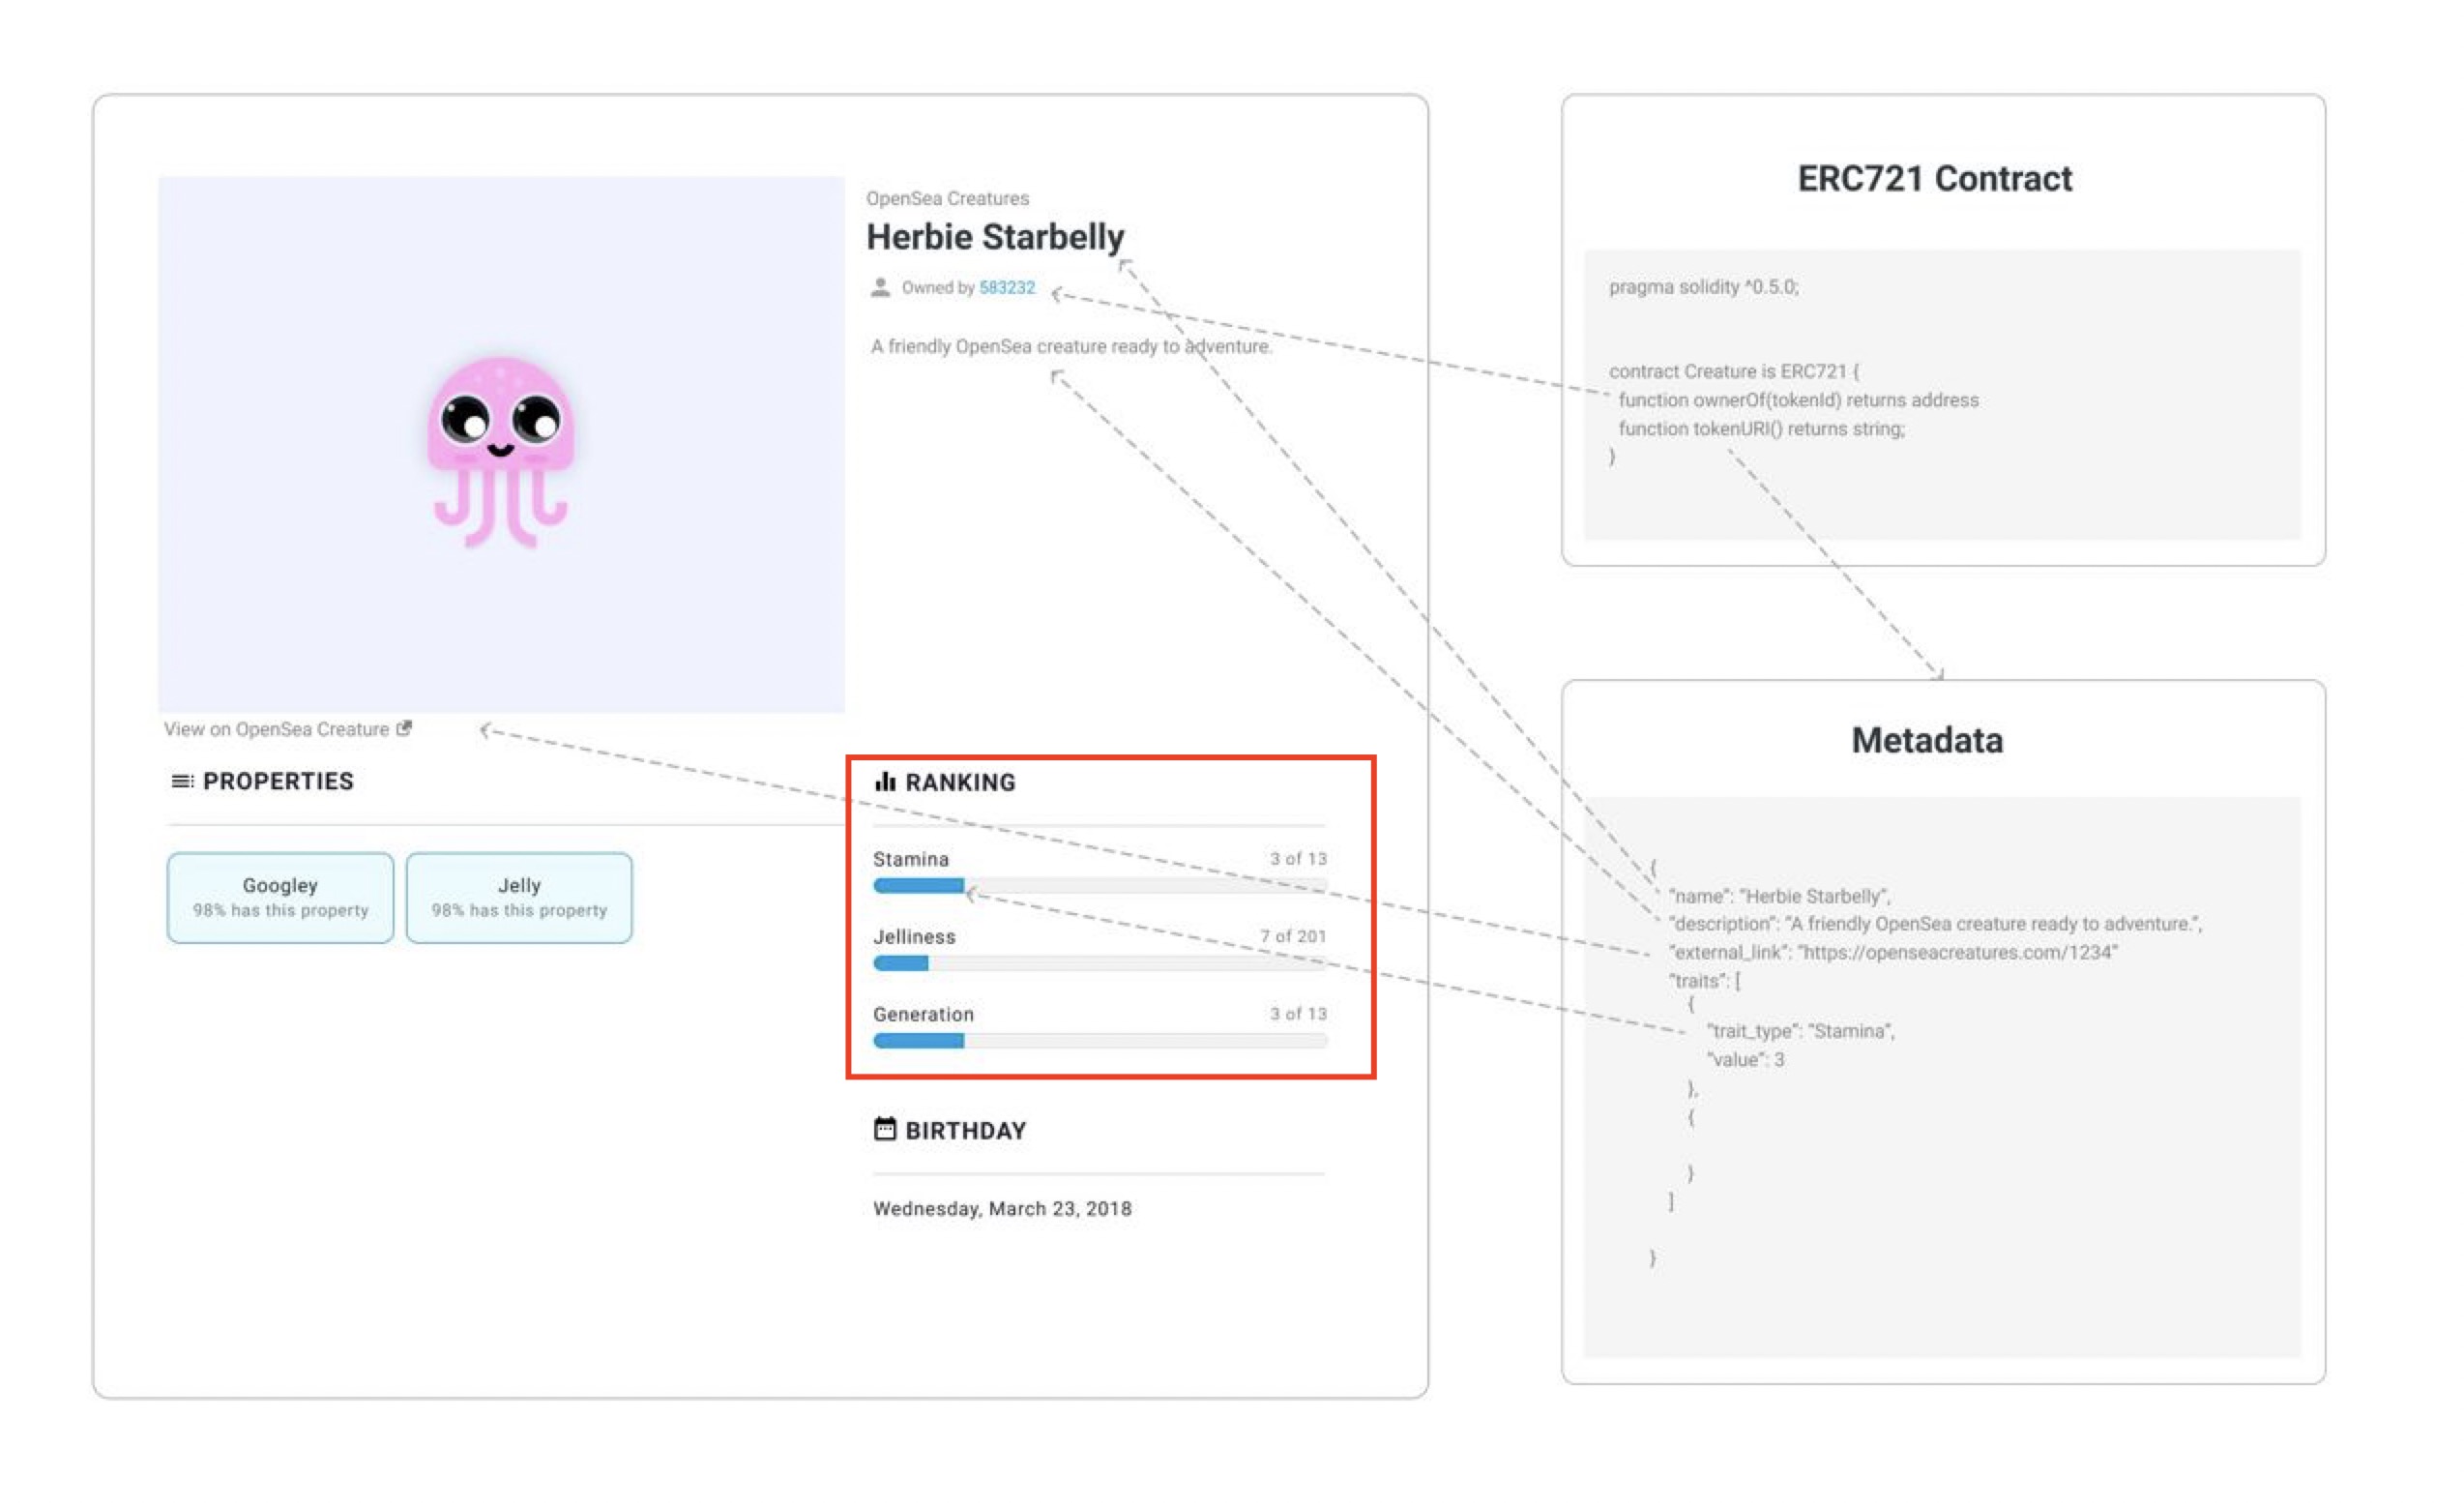 OpenSea Creatures
Herbie Starbelly
Owned by 583232
A friendly OpenSea creature ready to adventure.
View on OpenSea Creature
PROPERTIES
Googley
98% has this property
Jelly
98% has this property
RANKING
Stamina 3 of 13
Jelliness 7 of 201
Generation 3 of 13
BIRTHDAY
Wednesday, March 23, 2018
ERC721 Contract
pragma solidity ^0.5.0;
contract Creature is ERC721 {
function ownerOf(tokenId) returns address
function tokenURI() returns string;
}
Metadata
{
"name": "Herbie Starbelly",
"description": "A friendly OpenSea creature ready to adventure.",
"external_link": "https://openseacreatures.com/1234"
"traits": [
{
"trait_type": "Stamina",
"value": 3
},
{
}
]
}